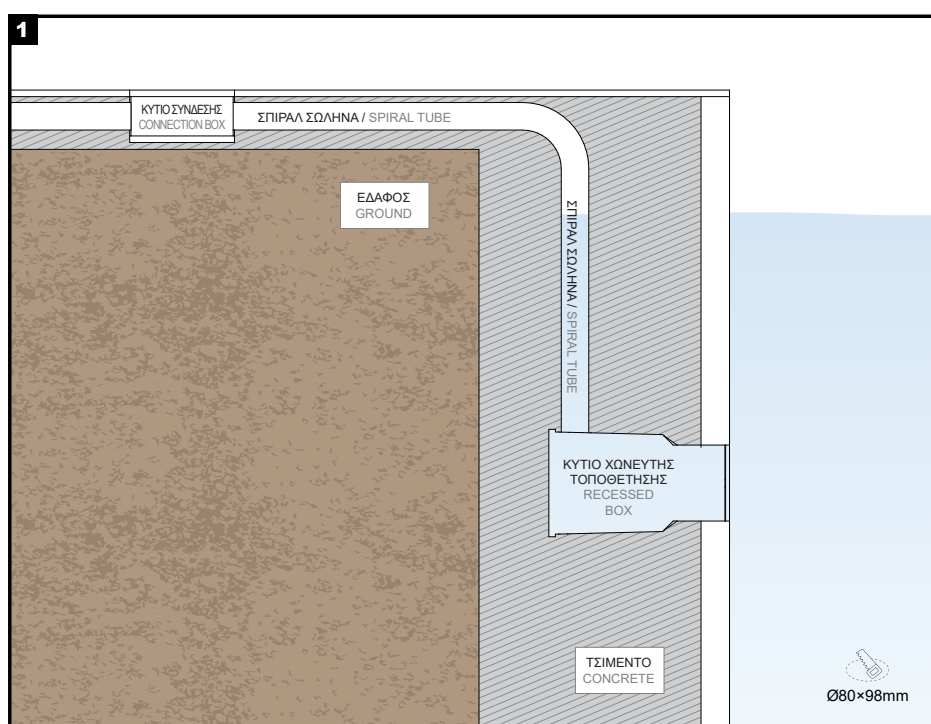 1
ΚΥΤΙΟ ΣΥΝΔΕΣΗΣ
CONNECTION BOX
ΣΠΙΡΑΛ ΣΩΛΗΝΑ / SPIRAL TUBE
ΕΔΑΦΟΣ
GROUND
ΣΠΙΡΑΛ ΣΩΛΗΝΑ / SPIRAL TUBE
ΚΥΤΙΟ ΧΩΝΕΥΤΗΣ
ΤΟΠΟΘΕΤΗΣΗΣ
RECESSED
BOX
ΤΣΙΜΕΝΤΟ
CONCRETE
Ø80×98mm